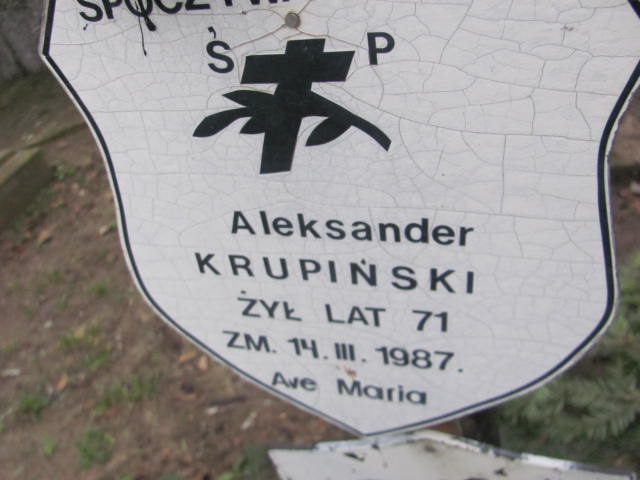 Ś P
Aleksander
KRUPIŃSKI
ŻYŁ LAT 71
ZM. 14. III. 1987.
Ave Maria